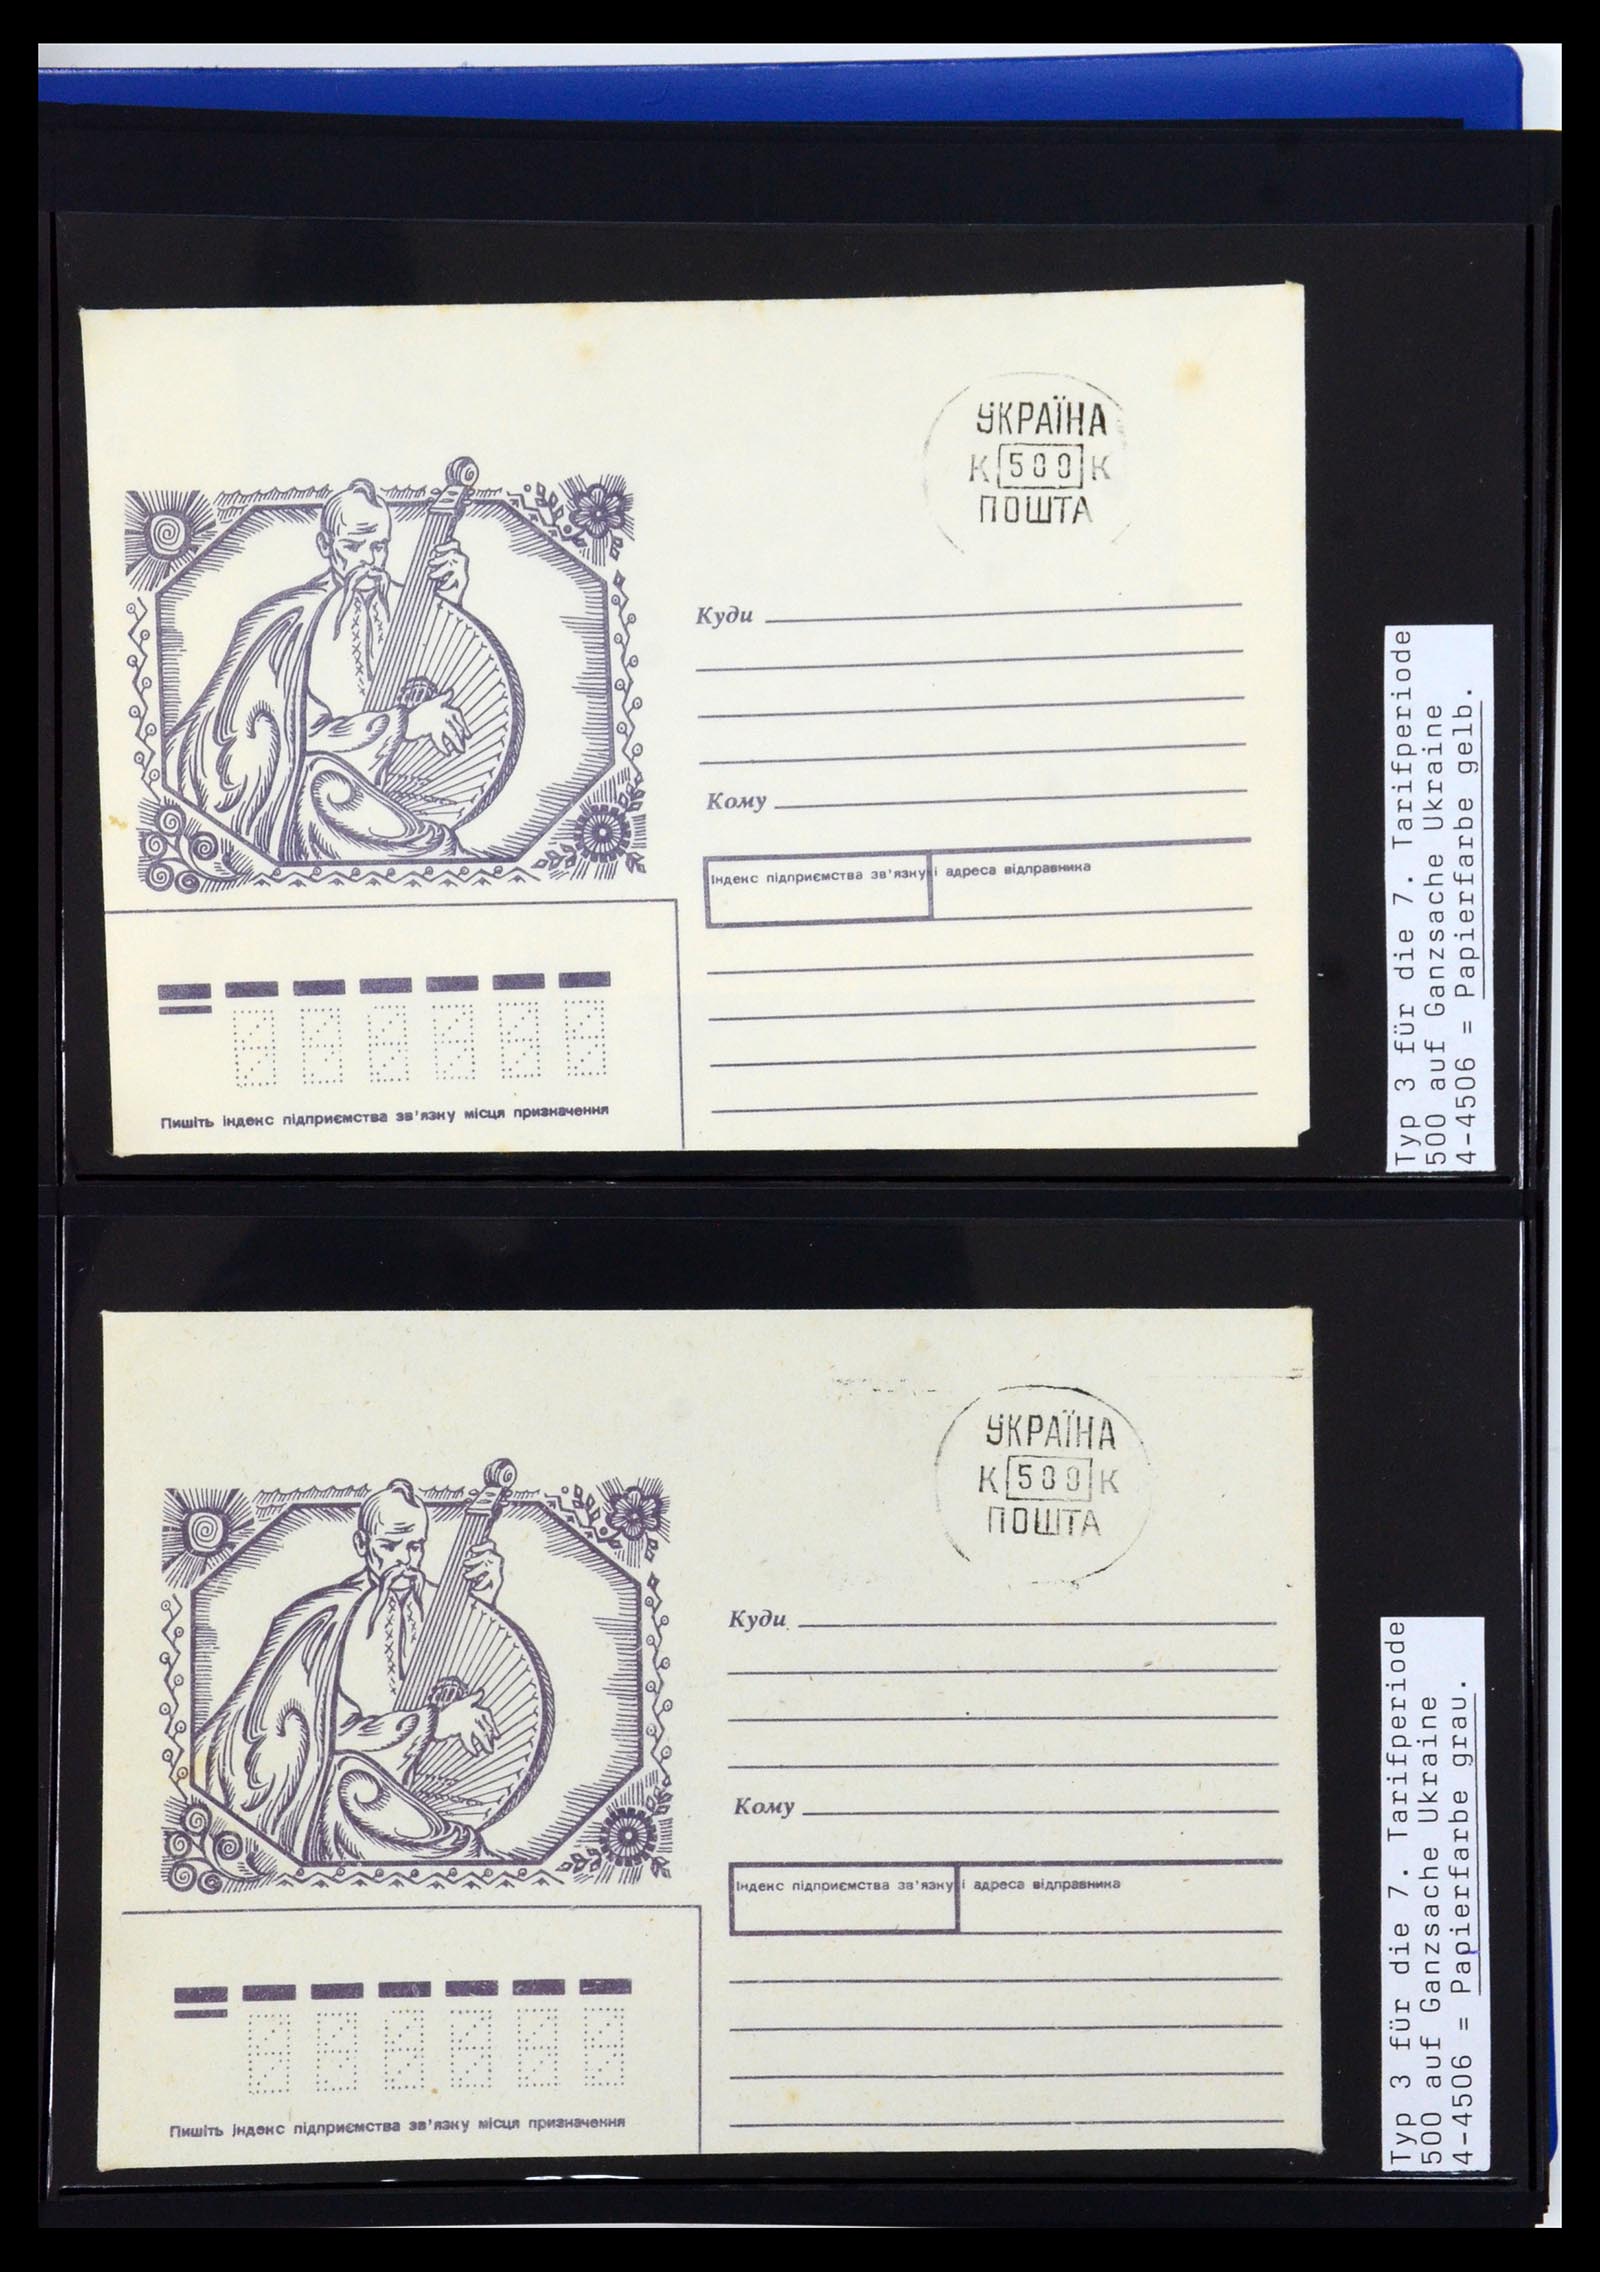 УКРАЇНА
К 500 К
ПОШТА
Куди
Кому
Індекс підприємства зв'язку і адреса відправника
Пишіть індекс підприємства зв'язку місця призначення
Typ 3 für die 7. Tarifperiode
500 auf Ganzsache Ukraine
4-4506 = Papierfarbe gelb.
УКРАЇНА
К 500 К
ПОШТА
Куди
Кому
Індекс підприємства зв'язку і адреса відправника
Пишіть індекс підприємства зв'язку місця призначення
Typ 3 für die 7. Tarifperiode
500 auf Ganzsache Ukraine
4-4506 = Papierfarbe grau.